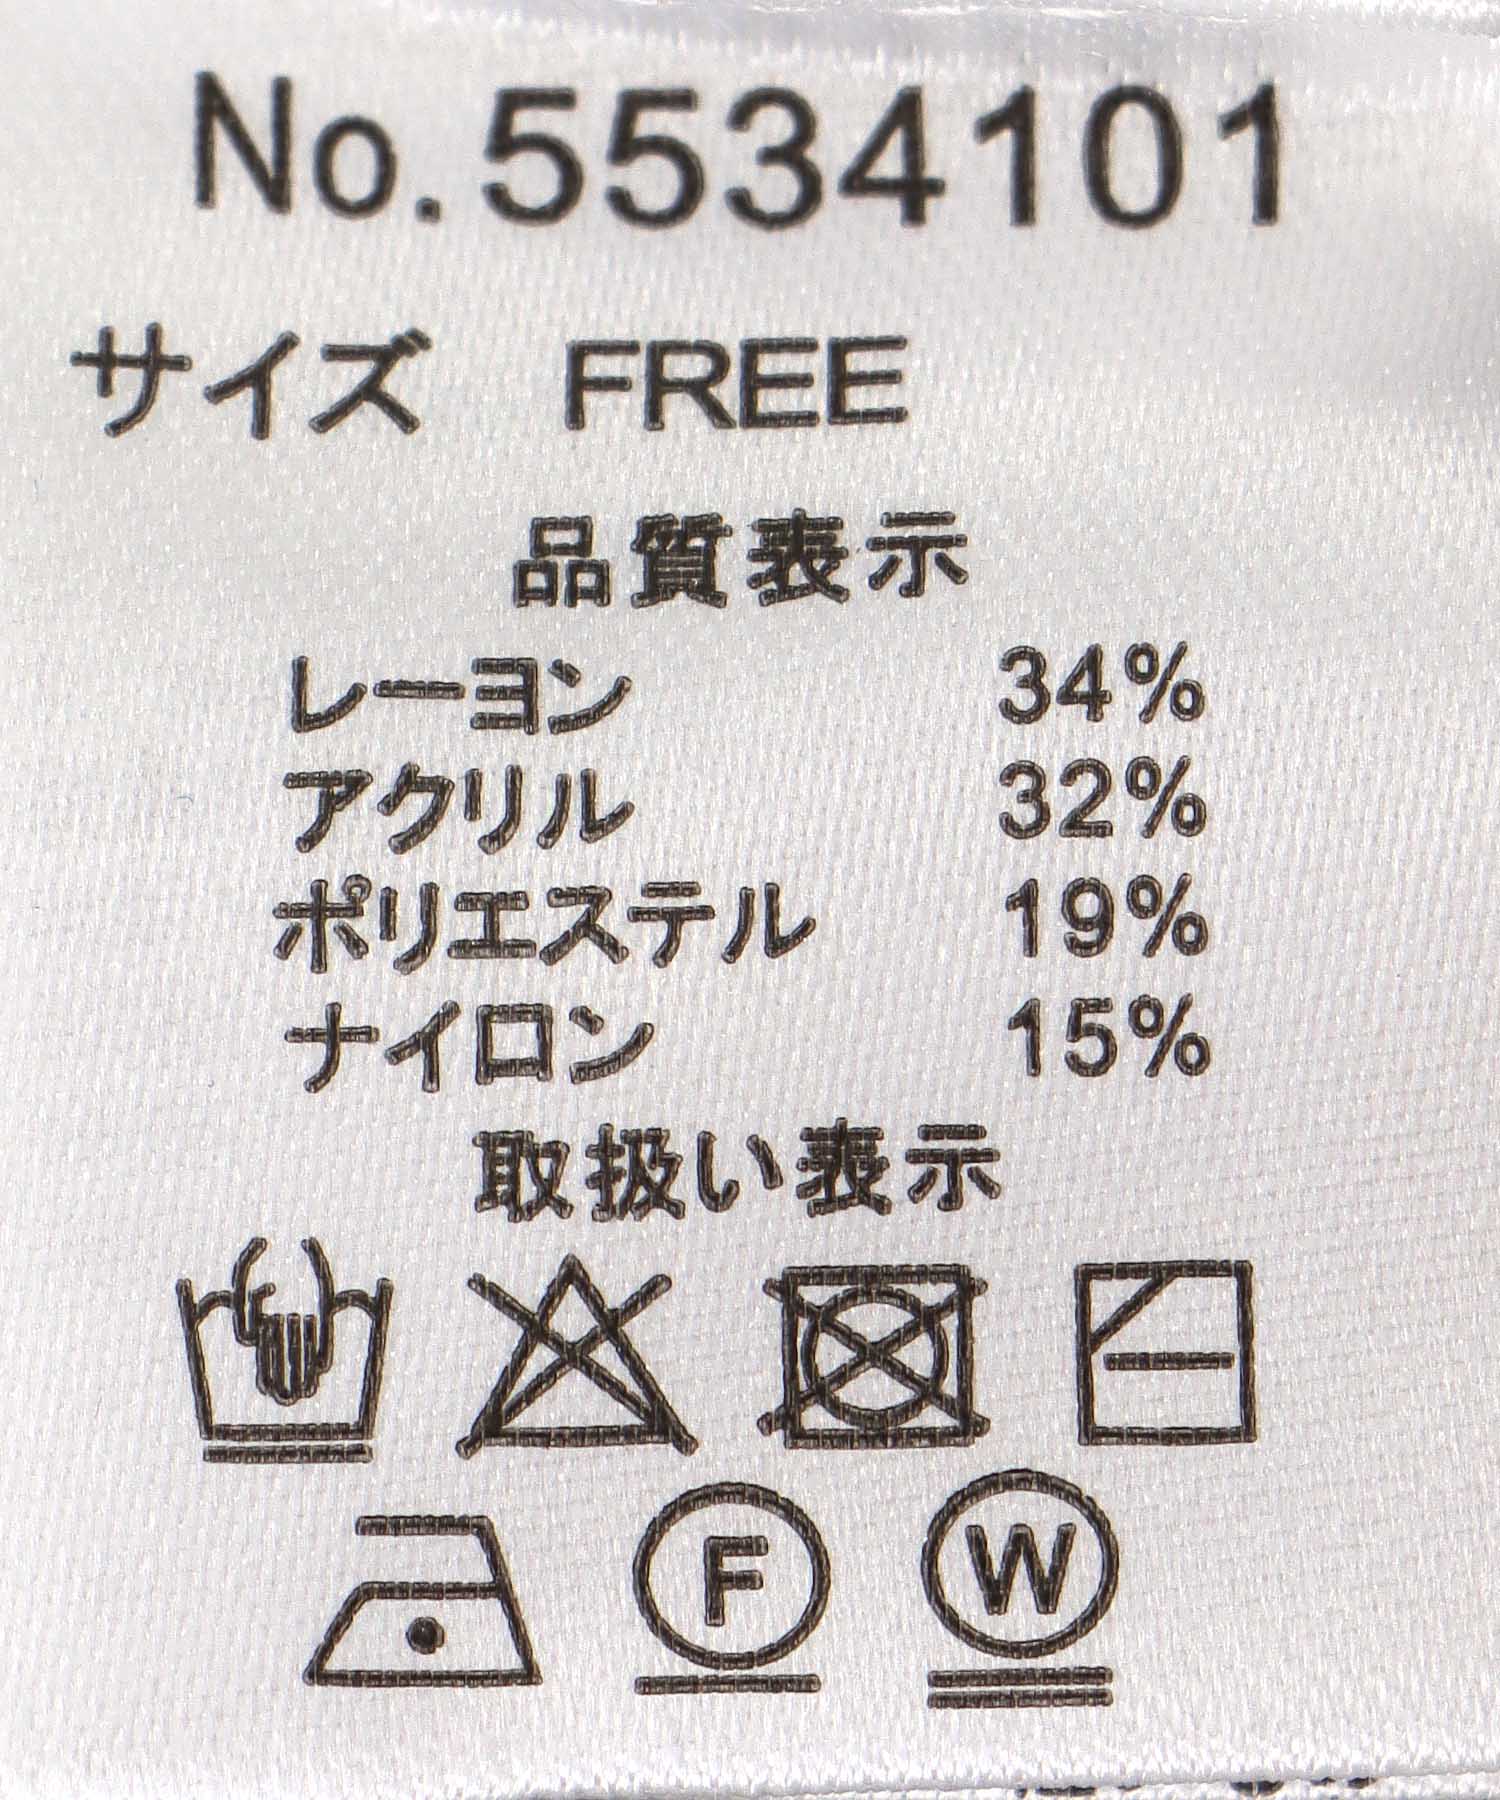 No.5534101
サイズ FREE
品質表示
レーヨン 34%
アクリル 32%
ポリエステル 19%
ナイロン 15%
取扱い表示
F W